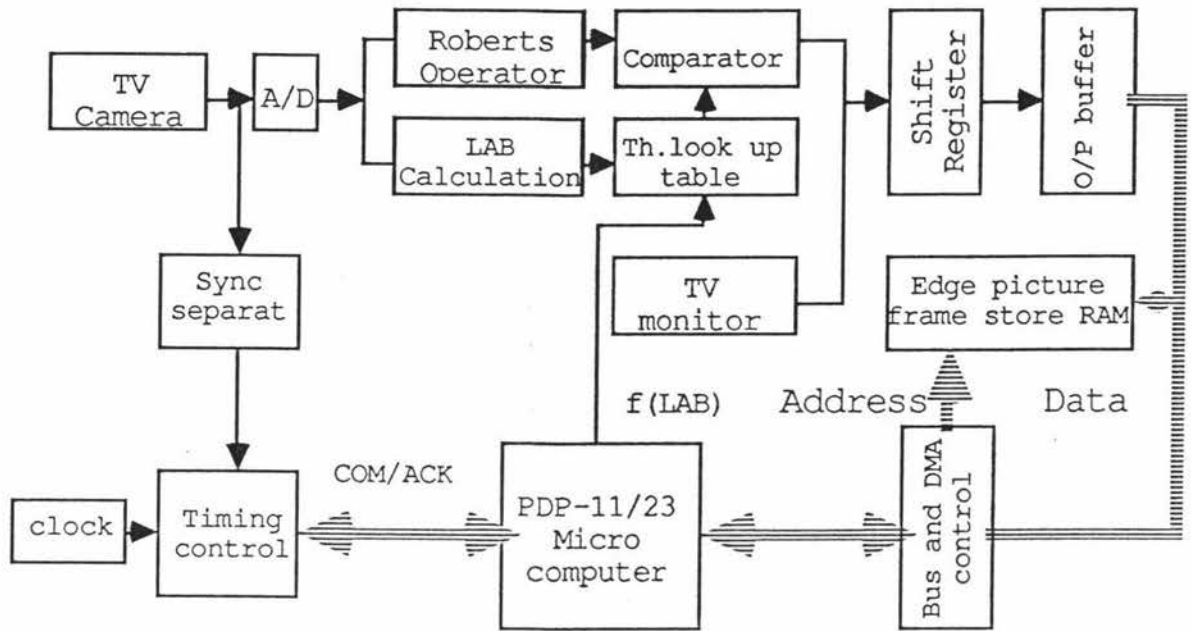 TV
Camera
A/D
Roberts
Operator
Comparator
LAB
Calculation
Th.look up
table
Shift
Register
O/P buffer
Sync
separat
TV
monitor
Edge picture
frame store RAM
f(LAB)
Address
Data
clock
Timing
control
COM/ACK
PDP-11/23
Micro
computer
Bus and DMA
control